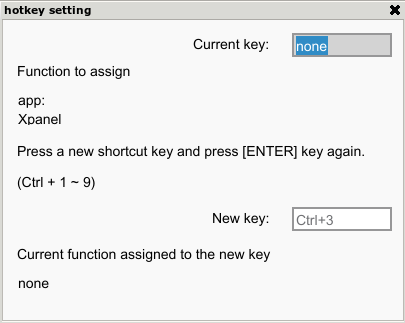 hotkey setting
Current key: none
Function to assign
app:
Xpanel
Press a new shortcut key and press [ENTER] key again.
(Ctrl + 1 ~ 9)
New key: Ctrl+3
Current function assigned to the new key
none